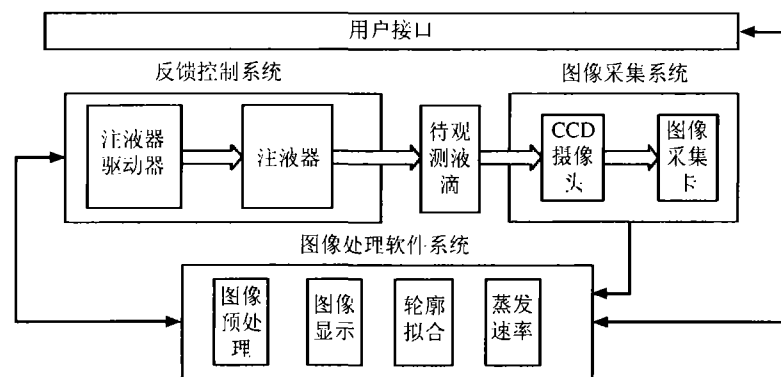 用户接口
反馈控制系统
图像采集系统
注液器
驱动器
注液器
待观
测液
滴
CCD
摄像
头
图像
采集
卡
图像处理软件系统
图像
预处
理
图像
显示
轮廓
拟合
蒸发
速率